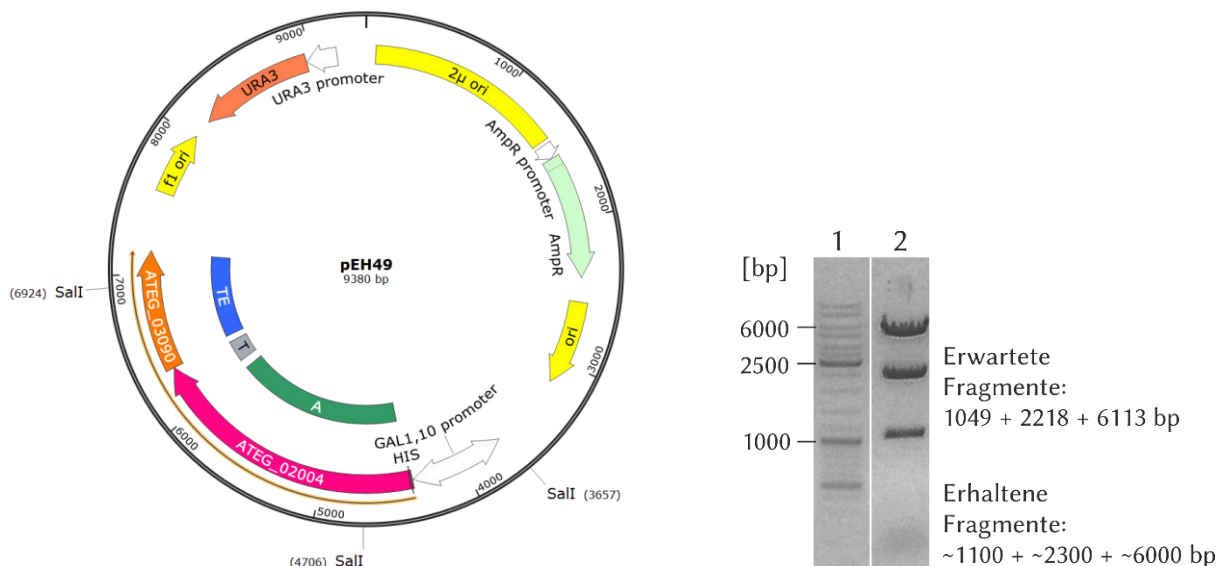 9000
1000
2000
3000
4000
5000
6000
7000
8000
URA3
URA3 promoter
2μ ori
AmpR promoter
AmpR
ori
f1 ori
pEH49
9380 bp
(6924) SalI
ATEG_03090
TE
T
A
ATEG_02004
GAL1,10 promoter
HIS
SalI (3657)
(4706) SalI
1 2
[bp]
6000
2500
1000
Erwartete
Fragmente:
1049 + 2218 + 6113 bp
Erhaltene
Fragmente:
~1100 + ~2300 + ~6000 bp